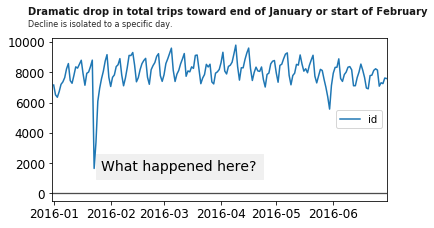 Dramatic drop in total trips toward end of January or start of February
Decline is isolated to a specific day.
10000
8000
6000
4000
2000
0
id
What happened here?
2016-01 2016-02 2016-03 2016-04 2016-05 2016-06